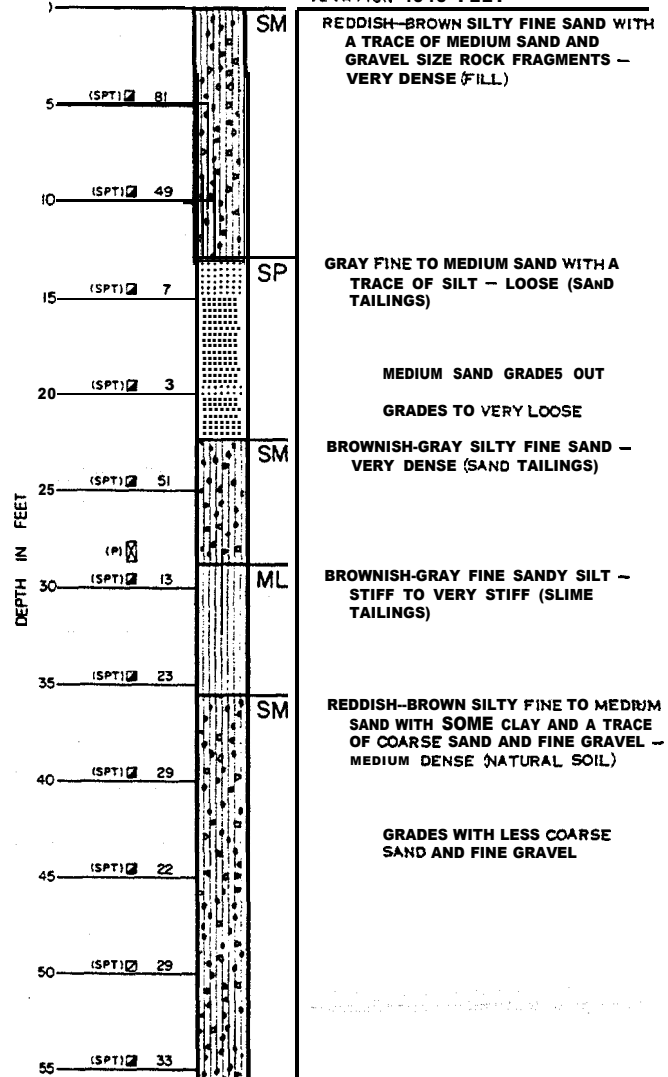 0
SM
REDDISH-BROWN SILTY FINE SAND WITH
A TRACE OF MEDIUM SAND AND
GRAVEL SIZE ROCK FRAGMENTS —
VERY DENSE (FILL)
5 (SPT) 81
10 (SPT) 49
SP
GRAY FINE TO MEDIUM SAND WITH A
TRACE OF SILT — LOOSE (SAND
TAILINGS)
15 (SPT) 7
MEDIUM SAND GRADE5 OUT
20 (SPT) 3
GRADES TO VERY LOOSE
SM
BROWNISH-GRAY SILTY FINE SAND —
VERY DENSE (SAND TAILINGS)
25 (SPT) 51
DEPTH IN FEET
(P)
ML
BROWNISH-GRAY FINE SANDY SILT —
STIFF TO VERY STIFF (SLIME
TAILINGS)
30 (SPT) 13
35 (SPT) 23
SM
REDDISH-BROWN SILTY FINE TO MEDIUM
SAND WITH SOME CLAY AND A TRACE
OF COARSE SAND AND FINE GRAVEL —
MEDIUM DENSE (NATURAL SOIL)
40 (SPT) 29
GRADES WITH LESS COARSE
SAND AND FINE GRAVEL
45 (SPT) 22
50 (SPT) 29
55 (SPT) 33